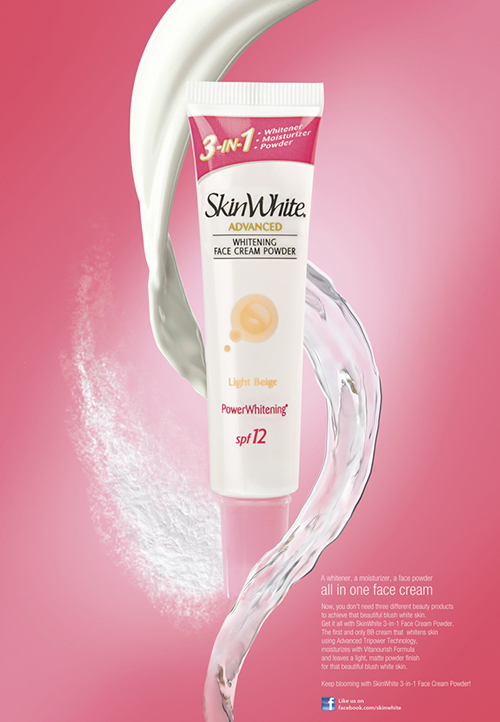 3-IN-1
• Whitener
• Moisturizer
• Powder
SkinWhite.
ADVANCED
WHITENING
FACE CREAM POWDER
Light Beige
PowerWhitening*
spf 12
A whitener, a moisturizer, a face powder
all in one face cream
Now, you don't need three different beauty products
to achieve that beautiful blush white skin.
Get it all with SkinWhite 3-in-1 Face Cream Powder.
The first and only BB cream that whitens skin
using Advanced Tripower Technology,
moisturizes with Vitanourish Formula
and leaves a light, matte powder finish
for that beautiful blush white skin.
Keep blooming with SkinWhite 3-in-1 Face Cream Powder!
f
Like us on
facebook.com/skinwhite